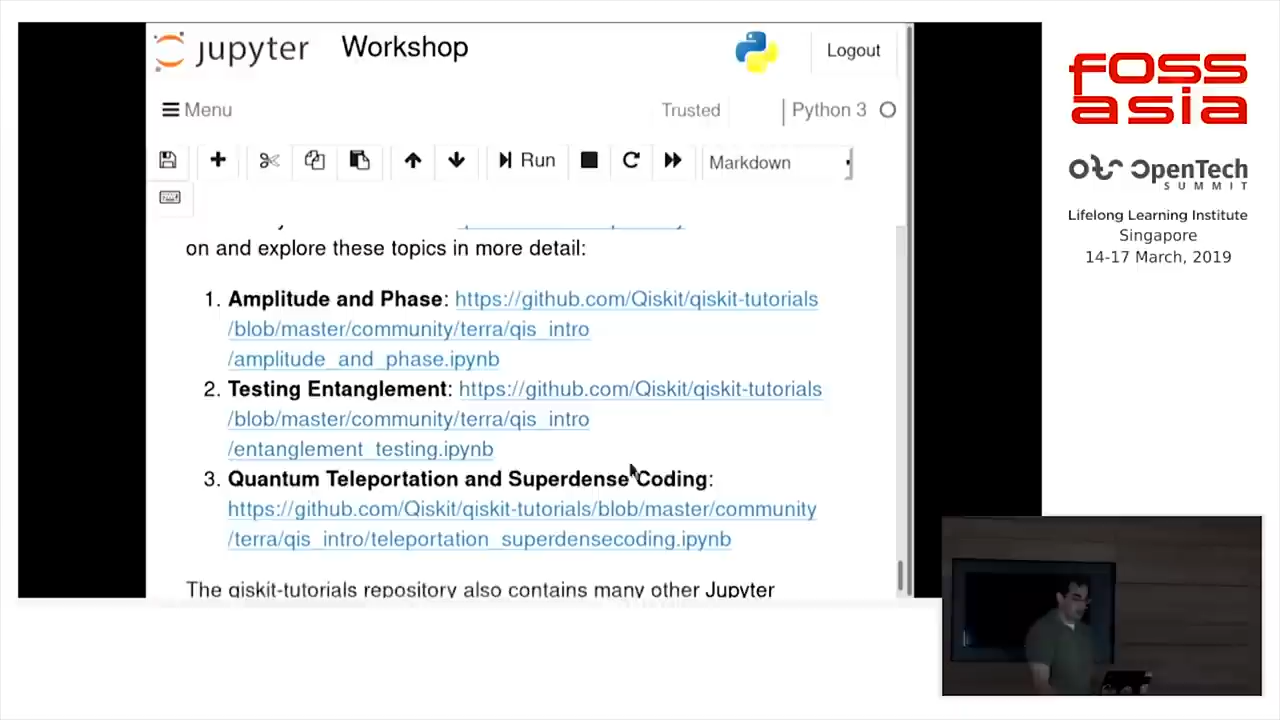 jupyter Workshop
Logout
Menu
Trusted
Python 3
Run
Markdown
on and explore these topics in more detail:
1. Amplitude and Phase: https://github.com/Qiskit/qiskit-tutorials
/blob/master/community/terra/qis_intro
/amplitude_and_phase.ipynb
2. Testing Entanglement: https://github.com/Qiskit/qiskit-tutorials
/blob/master/community/terra/qis_intro
/entanglement_testing.ipynb
3. Quantum Teleportation and Superdense Coding:
https://github.com/Qiskit/qiskit-tutorials/blob/master/community
/terra/qis_intro/teleportation_superdensecoding.ipynb
The qiskit-tutorials repository also contains many other Jupyter
FOSS
asia
OpenTech
SUMMIT
Lifelong Learning Institute
Singapore
14-17 March, 2019